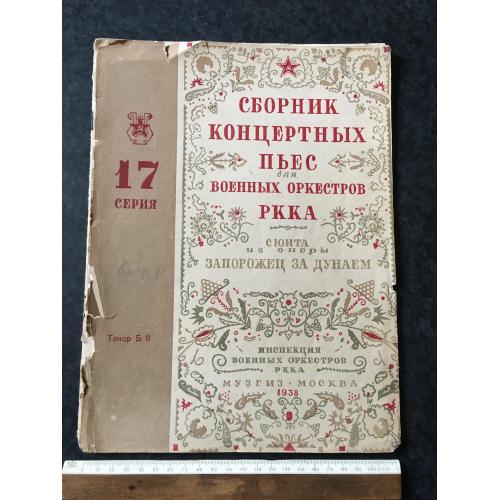 17
СЕРИЯ
Тенор Б II
СБОРНИК
КОНЦЕРТНЫХ
ПЬЕС
для
ВОЕННЫХ ОРКЕСТРОВ
РККА
СЮИТА
из оперы
ЗАПОРОЖЕЦ ЗА ДУНАЕМ
ИНСПЕКЦИЯ
ВОЕННЫХ ОРКЕСТРОВ
РККА
МУЗГИЗ · МОСКВА
1938